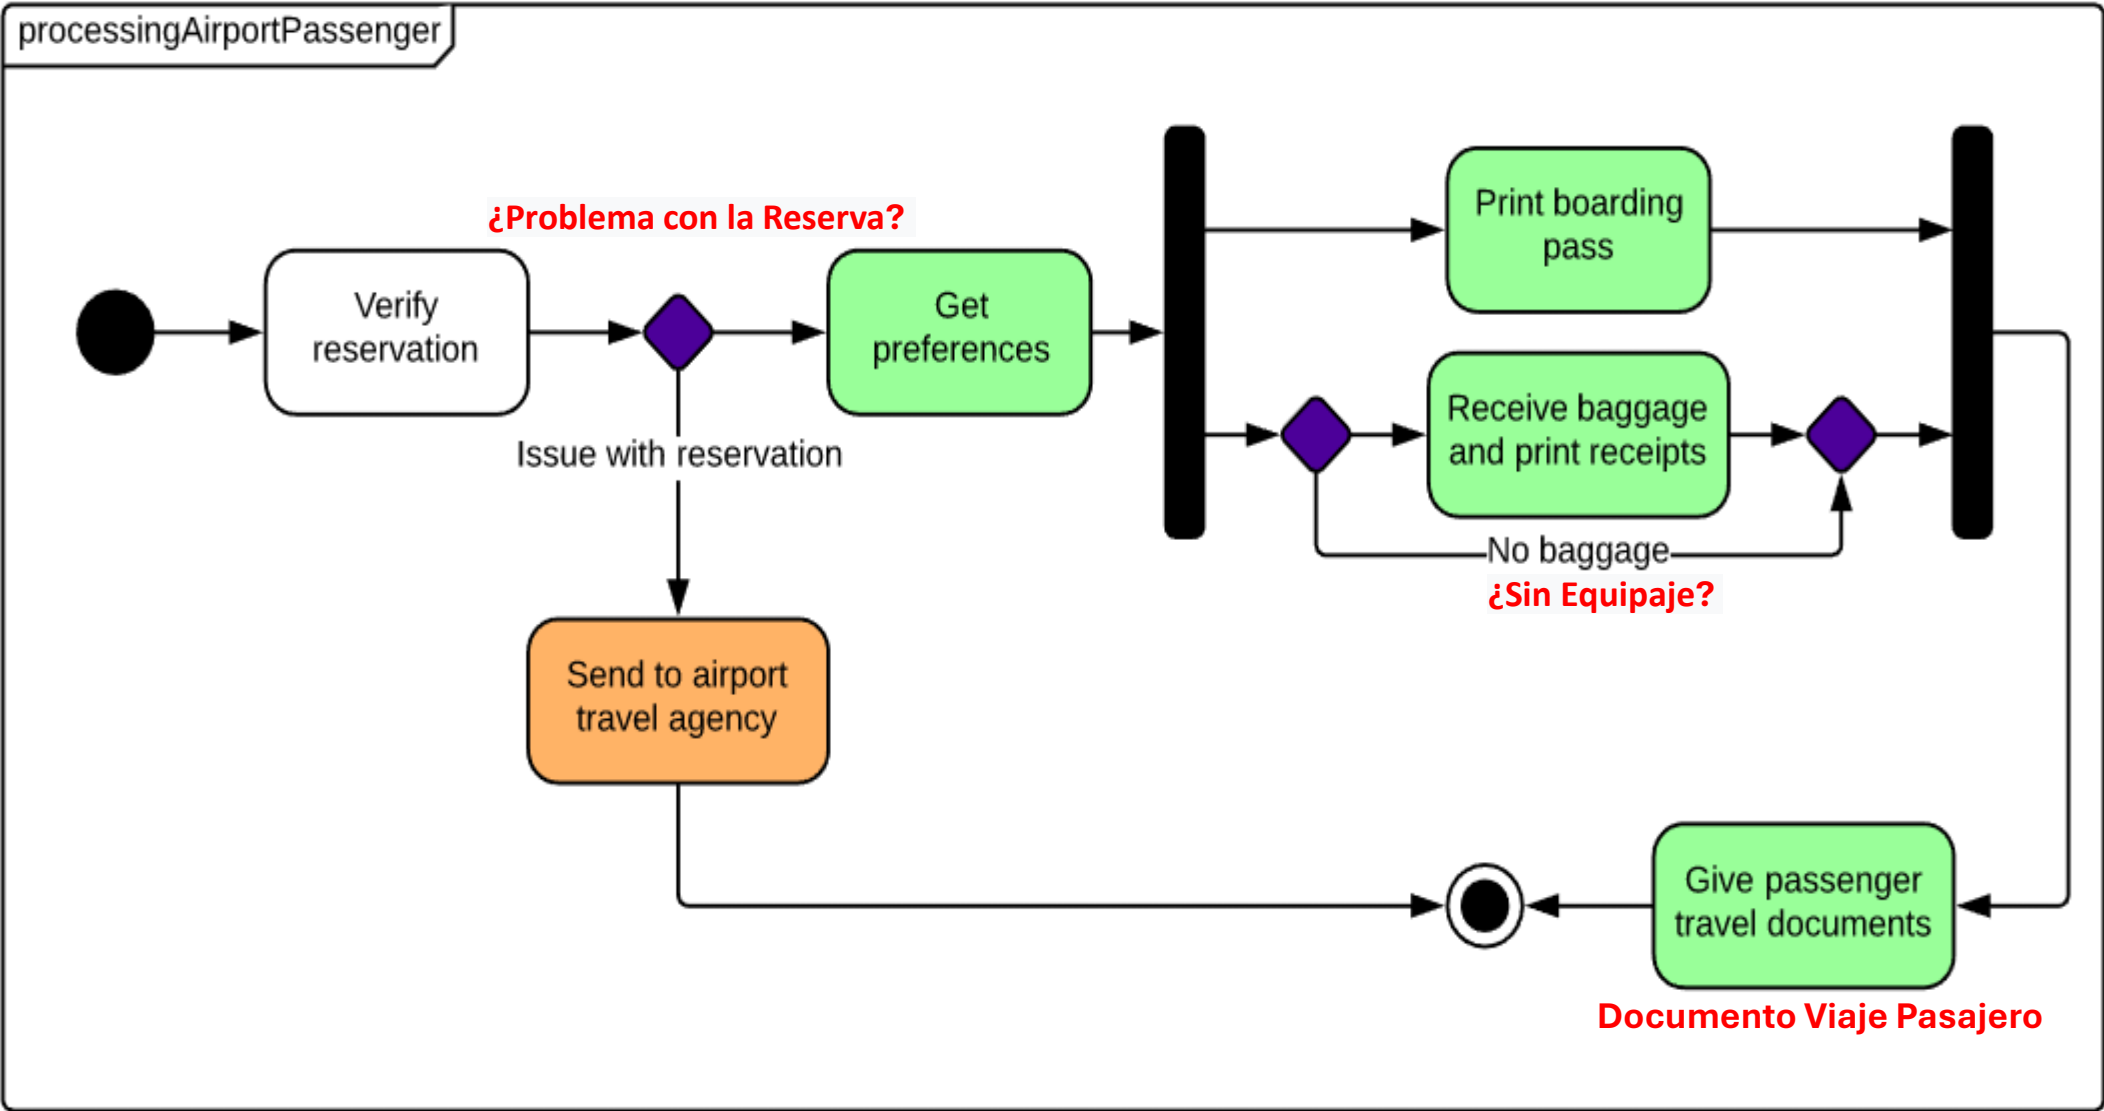 processingAirportPassenger
¿Problema con la Reserva?
Verify
reservation
Get
preferences
Print boarding
pass
Receive baggage
and print receipts
Issue with reservation
No baggage
¿Sin Equipaje?
Send to airport
travel agency
Give passenger
travel documents
Documento Viaje Pasajero